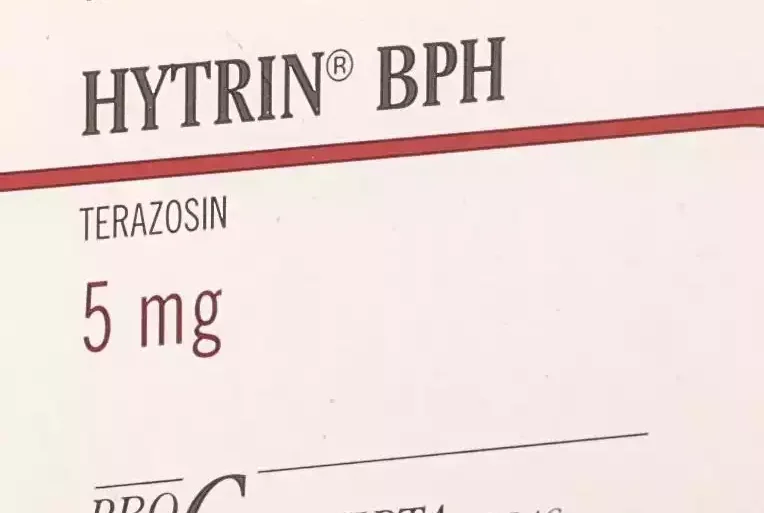 HYTRIN® BPH
TERAZOSIN
5 mg